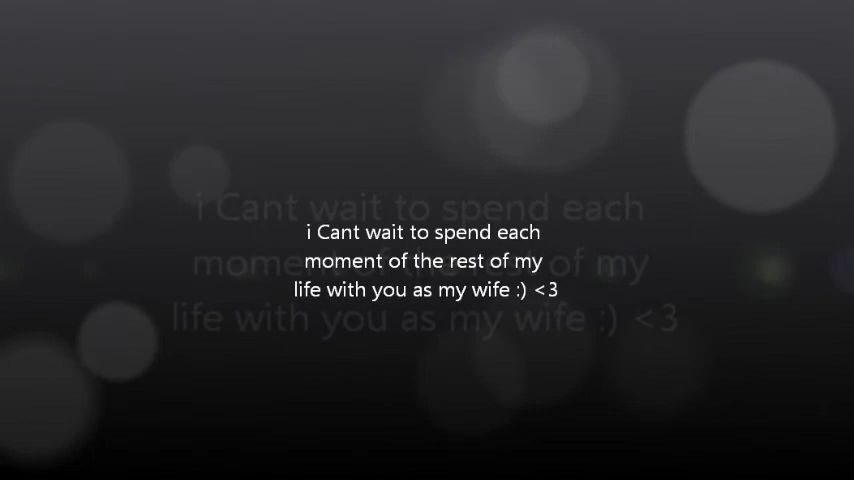 i Cant wait to spend each
moment of the rest of my
life with you as my wife :) <3